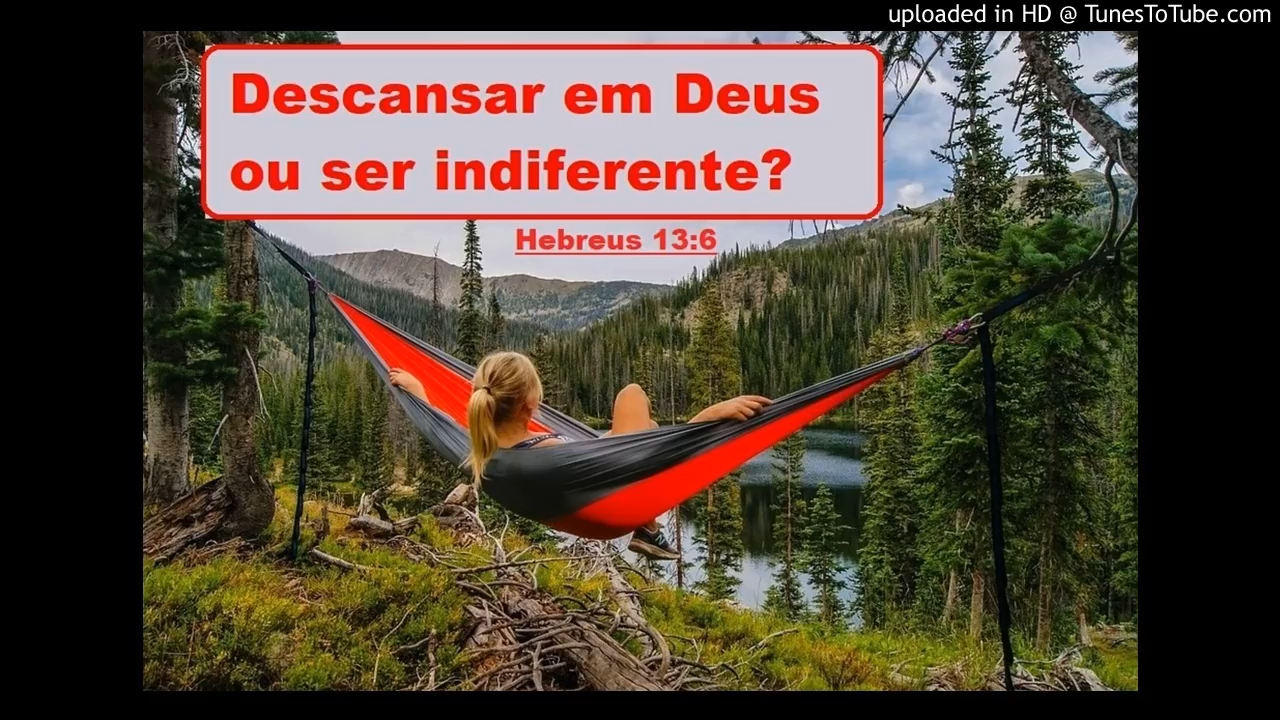 uploaded in HD @ TunesToTube.com
Descansar em Deus
ou ser indiferente?
Hebreus 13:6